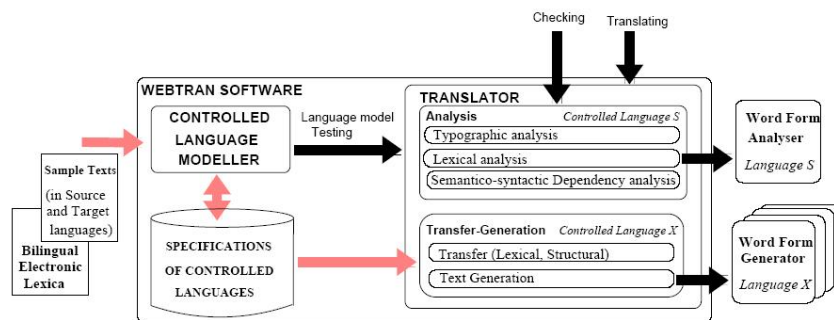 Checking
Translating
WEBTRAN SOFTWARE
CONTROLLED
LANGUAGE
MODELLER
Language model
Testing
TRANSLATOR
Analysis
Controlled Language S
Typographic analysis
Lexical analysis
Semantico-syntactic Dependency analysis
Word Form
Analyser
Language S
Sample Texts
(in Source
and Target
languages)
Bilingual
Electronic
Lexica
SPECIFICATIONS
OF CONTROLLED
LANGUAGES
Transfer-Generation
Controlled Language X
Transfer (Lexical, Structural)
Text Generation
Word Form
Generator
Language X